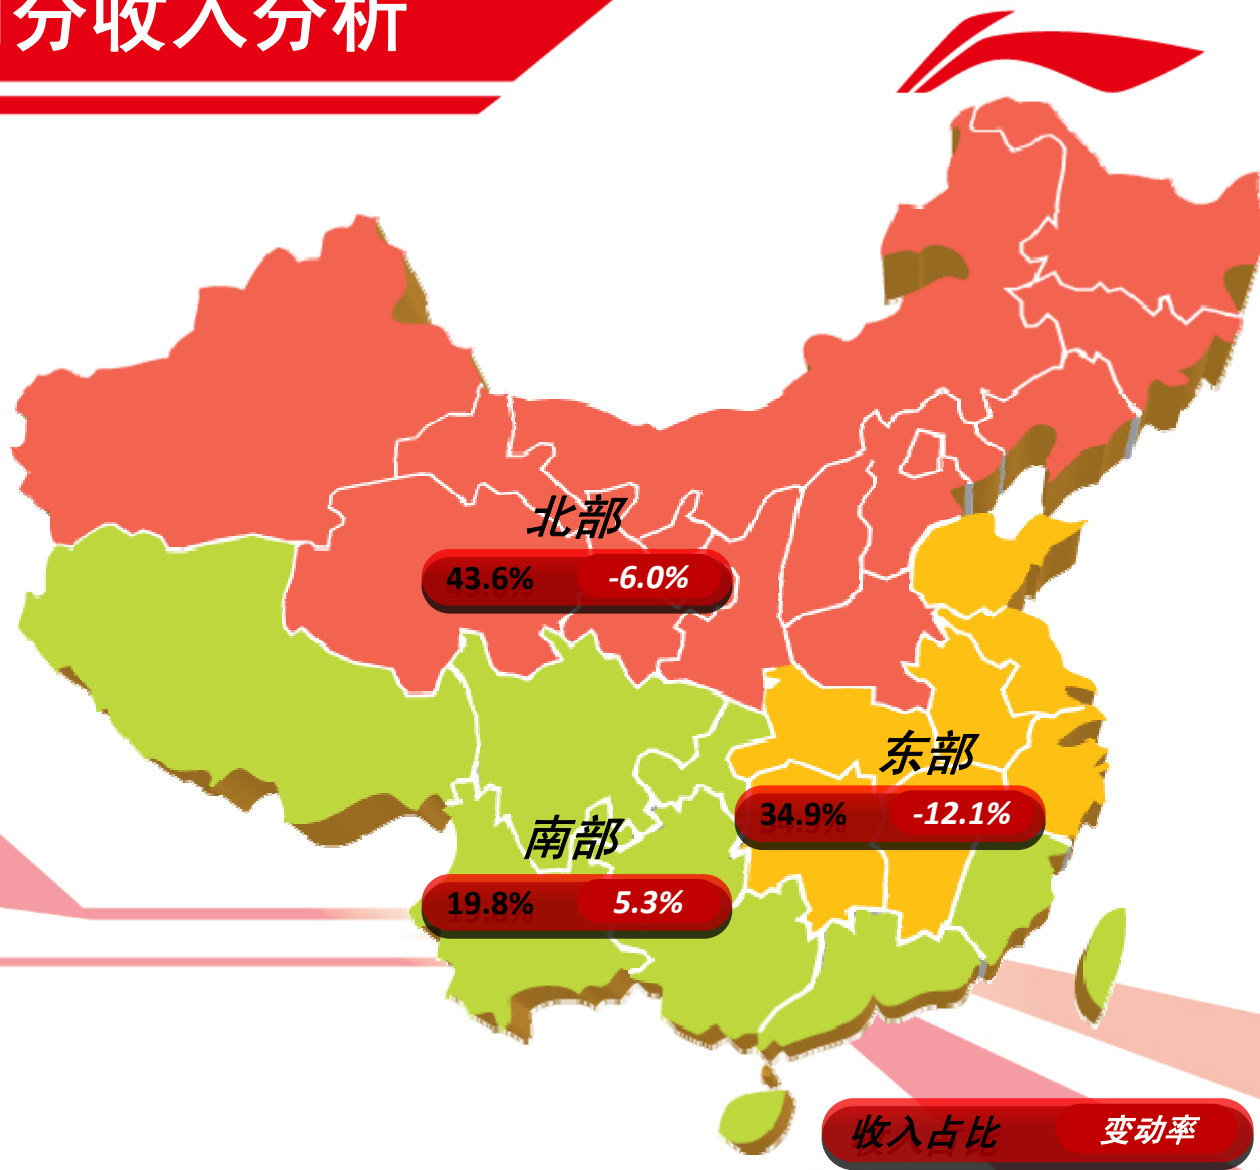 分收入分析
北部
43.6% -6.0%
东部
34.9% -12.1%
南部
19.8% 5.3%
收入占比 变动率